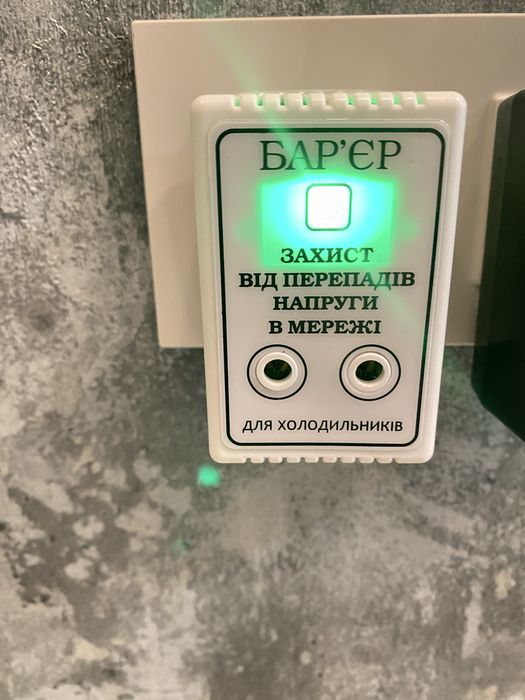 БАР'ЄР
ЗАХИСТ
ВІД ПЕРЕПАДІВ
НАПРУГИ
В МЕРЕЖІ
ДЛЯ ХОЛОДИЛЬНИКІВ